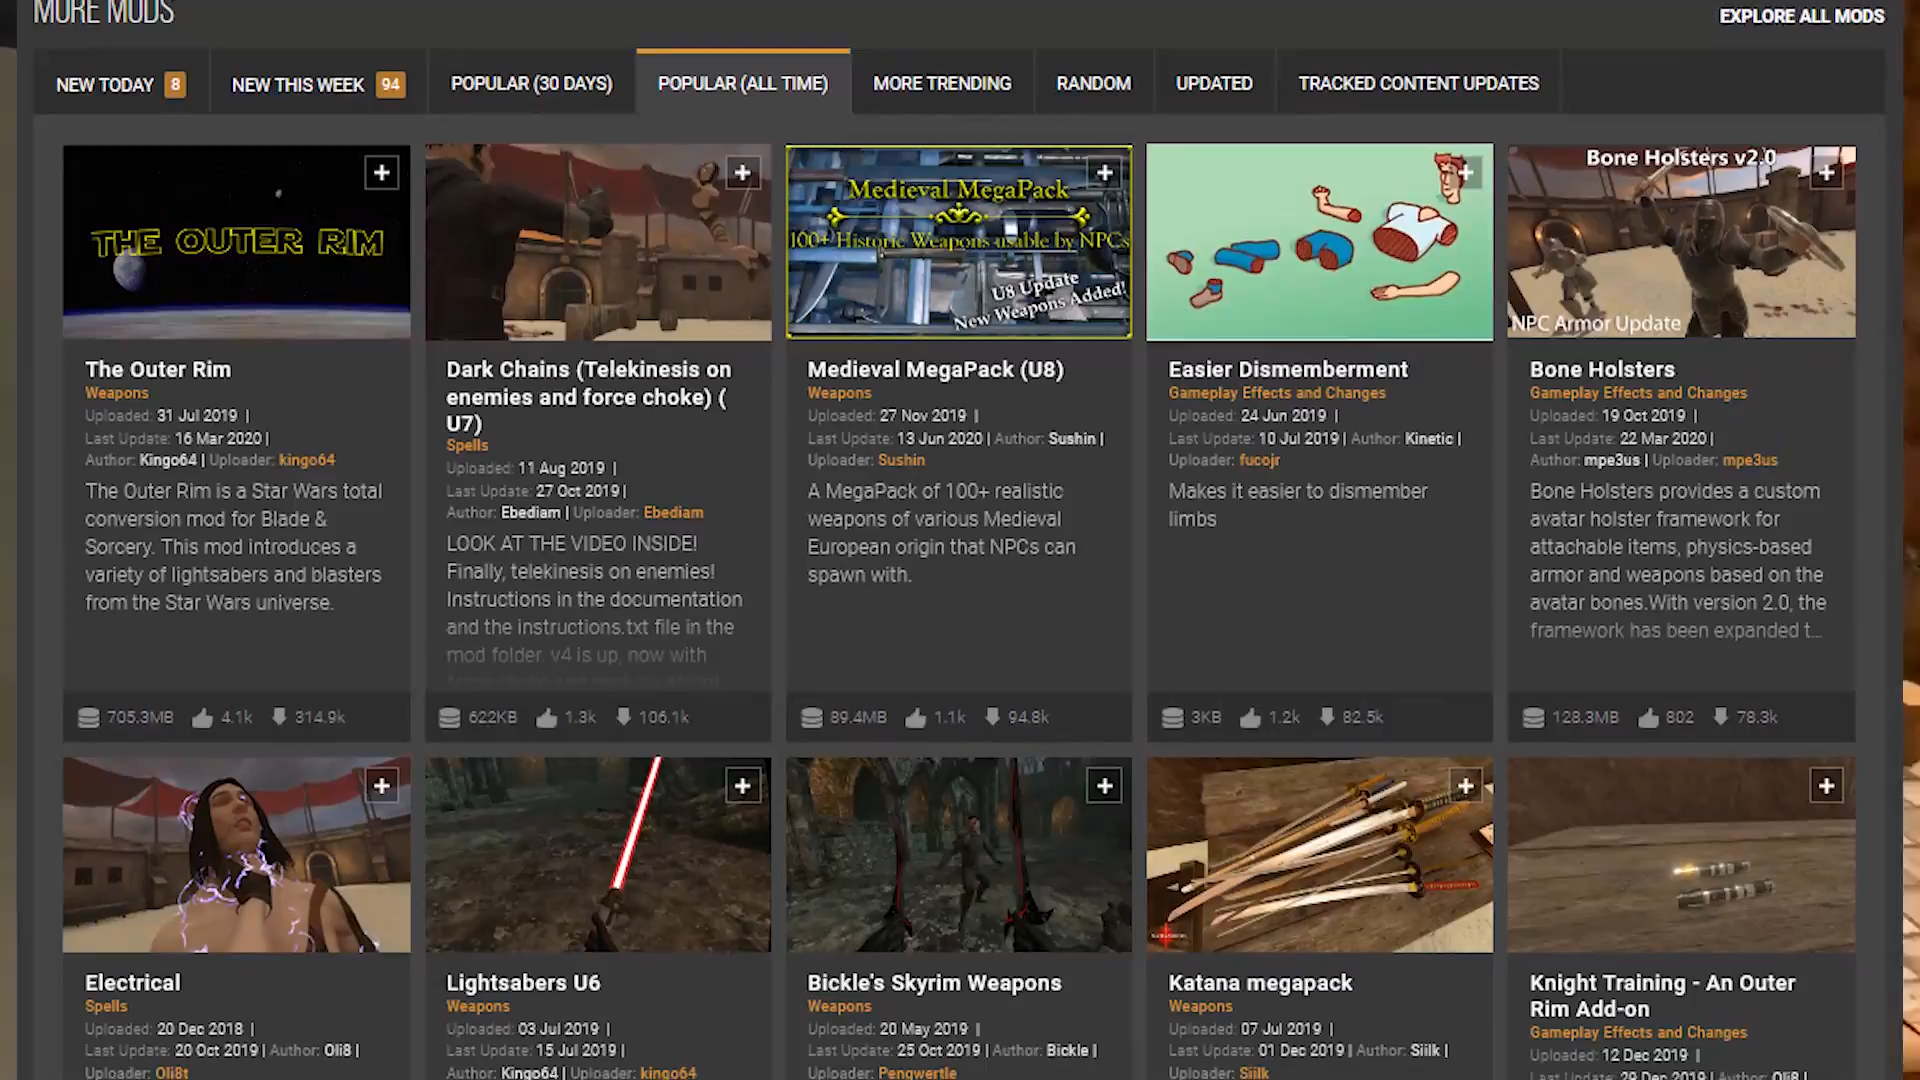 MORE MODS
EXPLORE ALL MODS
NEW TODAY 8
NEW THIS WEEK 94
POPULAR (30 DAYS)
POPULAR (ALL TIME)
MORE TRENDING
RANDOM
UPDATED
TRACKED CONTENT UPDATES
THE OUTER RIM
The Outer Rim
Weapons
Uploaded: 31 Jul 2019 |
Last Update: 16 Mar 2020 |
Author: Kingo64 | Uploader: kingo64
The Outer Rim is a Star Wars total
conversion mod for Blade &
Sorcery. This mod introduces a
variety of lightsabers and blasters
from the Star Wars universe.
705.3MB 4.1k 314.9k
Dark Chains (Telekinesis on
enemies and force choke) (
U7)
Spells
Uploaded: 11 Aug 2019 |
Last Update: 27 Oct 2019 |
Author: Ebediam | Uploader: Ebediam
LOOK AT THE VIDEO INSIDE!
Finally, telekinesis on enemies!
Instructions in the documentation
and the instructions.txt file in the
mod folder. v4 is up, now with
622KB 1.3k 106.1k
Medieval MegaPack
100+ Historic Weapons usable by NPCs
U8 Update
New Weapons Added!
Medieval MegaPack (U8)
Weapons
Uploaded: 27 Nov 2019 |
Last Update: 13 Jun 2020 | Author: Sushin |
Uploader: Sushin
A MegaPack of 100+ realistic
weapons of various Medieval
European origin that NPCs can
spawn with.
89.4MB 1.1k 94.8k
Easier Dismemberment
Gameplay Effects and Changes
Uploaded: 24 Jun 2019 |
Last Update: 10 Jul 2019 | Author: Kinetic |
Uploader: fucojr
Makes it easier to dismember
limbs
3KB 1.2k 82.5k
Bone Holsters v2.0
NPC Armor Update
Bone Holsters
Gameplay Effects and Changes
Uploaded: 19 Oct 2019 |
Last Update: 22 Mar 2020 |
Author: mpe3us | Uploader: mpe3us
Bone Holsters provides a custom
avatar holster framework for
attachable items, physics-based
armor and weapons based on the
avatar bones.With version 2.0, the
framework has been expanded t...
128.3MB 802 78.3k
Electrical
Spells
Uploaded: 20 Dec 2018 |
Last Update: 20 Oct 2019 | Author: Oli8 |
Uploader: Oli8t
Lightsabers U6
Weapons
Uploaded: 03 Jul 2019 |
Last Update: 15 Jul 2019 |
Author: Kingo64 | Uploader: kingo64
Bickle's Skyrim Weapons
Weapons
Uploaded: 20 May 2019 |
Last Update: 25 Oct 2019 | Author: Bickle |
Uploader: Pengwertle
Katana megapack
Weapons
Uploaded: 07 Jul 2019 |
Last Update: 01 Dec 2019 | Author: Siilk |
Uploader: Siilk
Knight Training - An Outer
Rim Add-on
Gameplay Effects and Changes
Uploaded: 12 Dec 2019 |
Last Update: 29 Dec 2019 | Author: Oli8 |